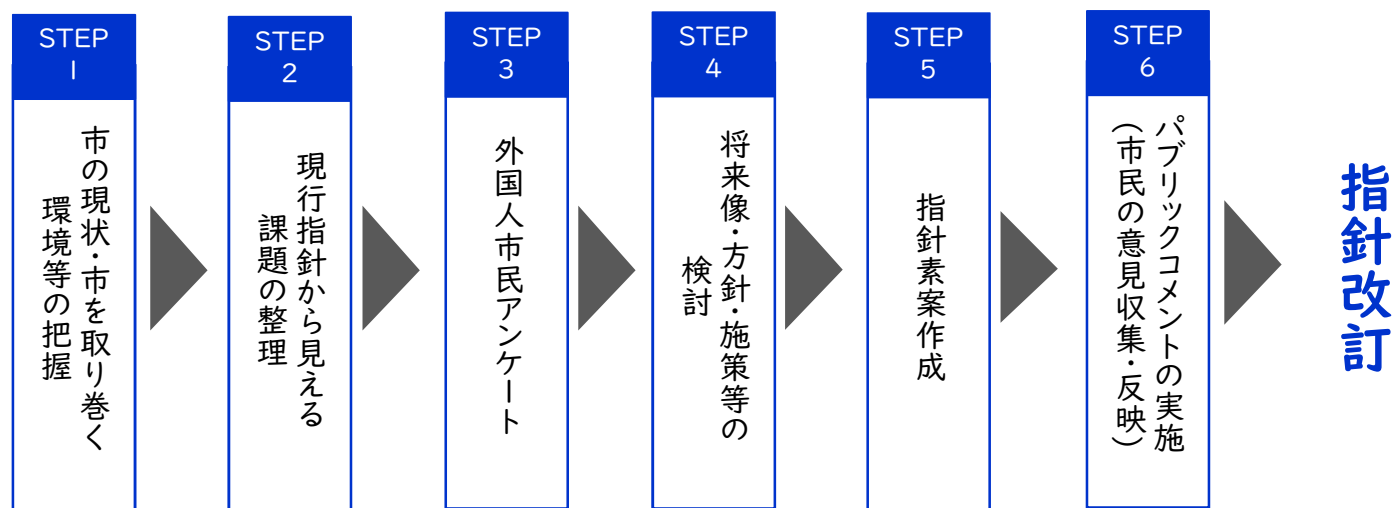 STEP
1
市の現状・市を取り巻く
環境等の把握
STEP
2
現行指針から見える
課題の整理
STEP
3
外国人市民アンケート
STEP
4
将来像・方針・施策等の
検討
STEP
5
指針素案作成
STEP
6
パブリックコメントの実施
(市民の意見収集・反映)
指針改訂